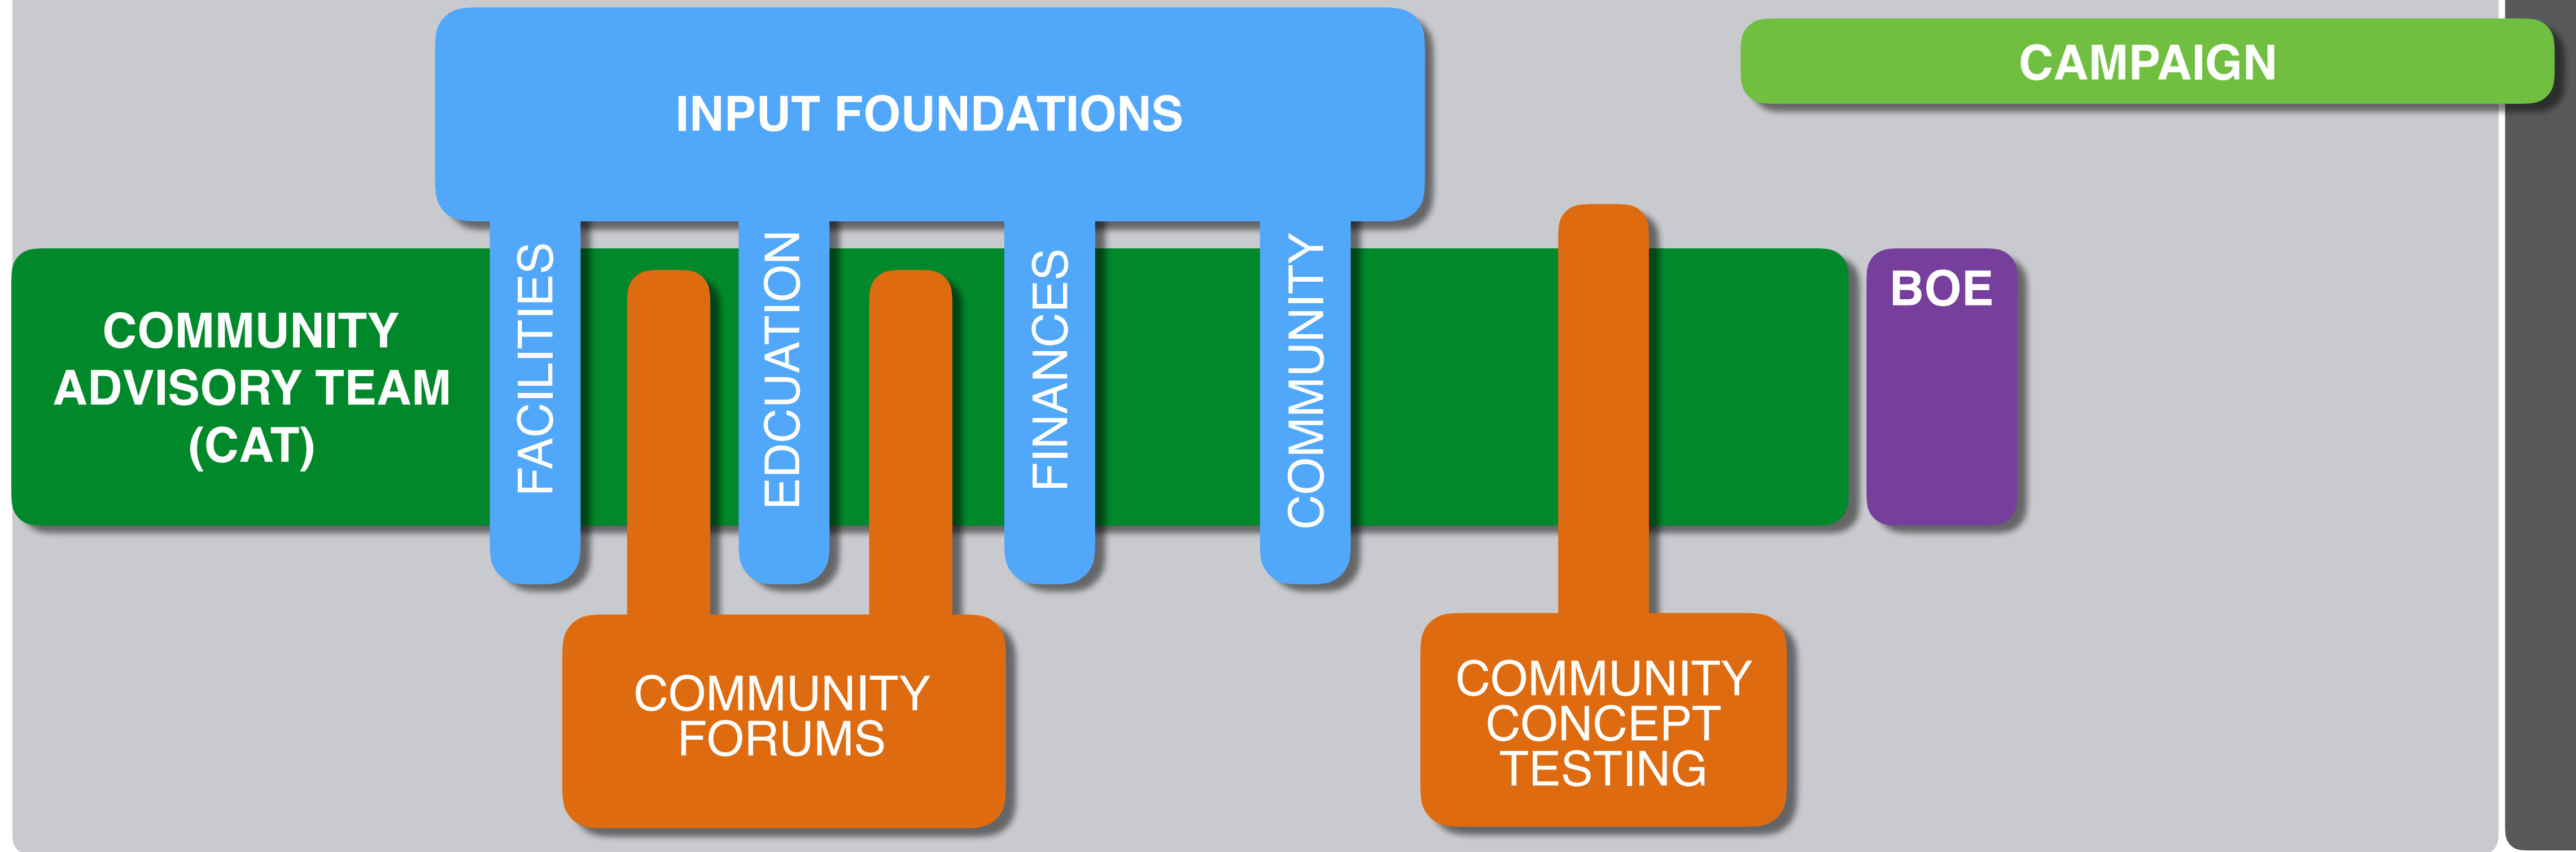 INPUT FOUNDATIONS
CAMPAIGN
COMMUNITY
ADVISORY TEAM
(CAT)
FACILITIES
EDCUATION
FINANCES
COMMUNITY
BOE
COMMUNITY
FORUMS
COMMUNITY
CONCEPT
TESTING